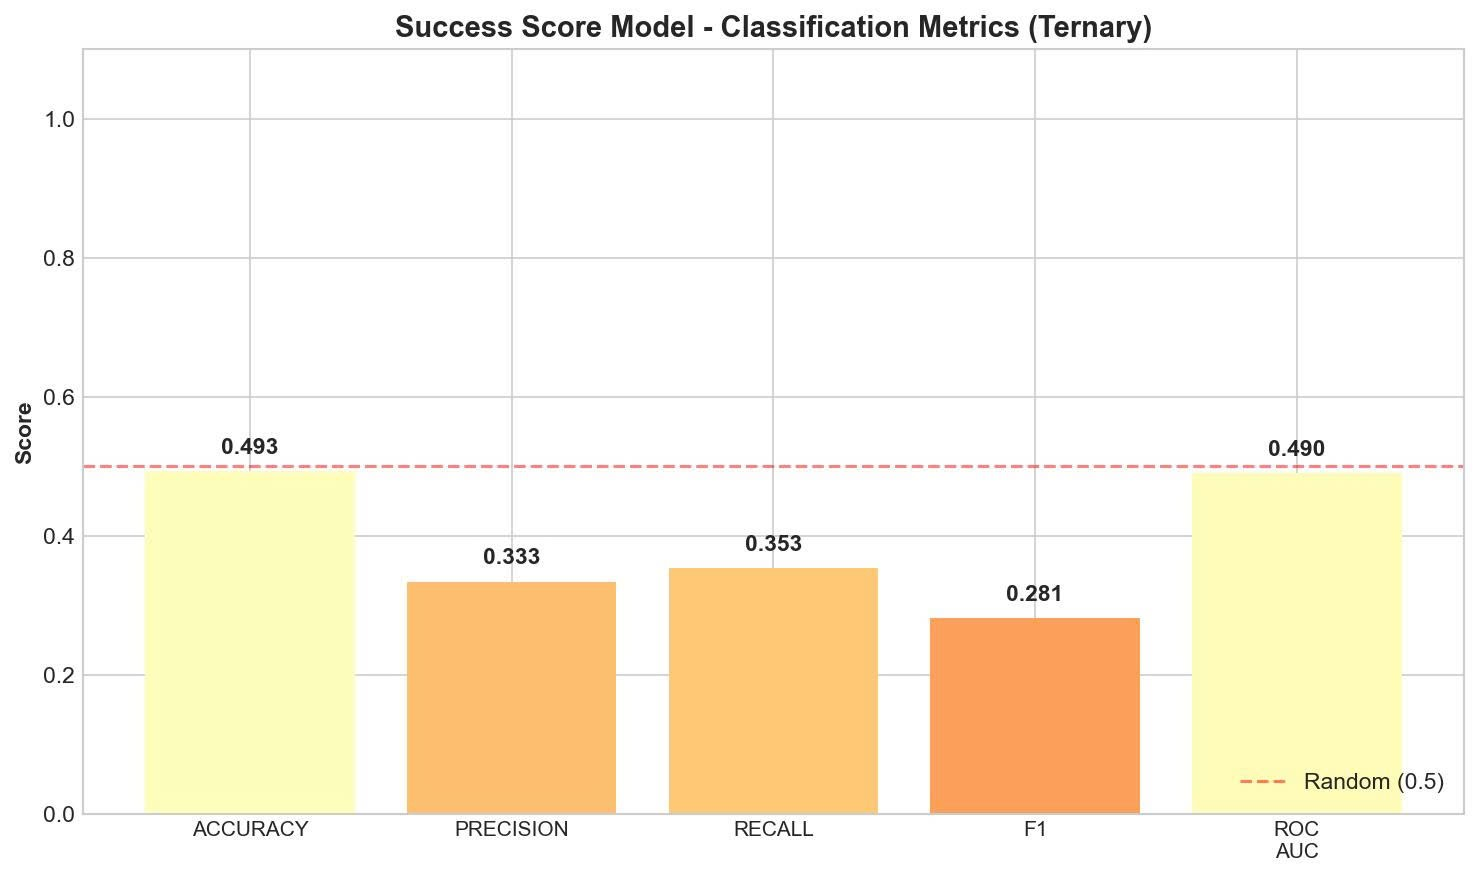 Success Score Model - Classification Metrics (Ternary)
1.0
0.8
0.6
0.4
0.2
0.0
Score
0.493
0.333
0.353
0.281
0.490
Random (0.5)
ACCURACY
PRECISION
RECALL
F1
ROC
AUC